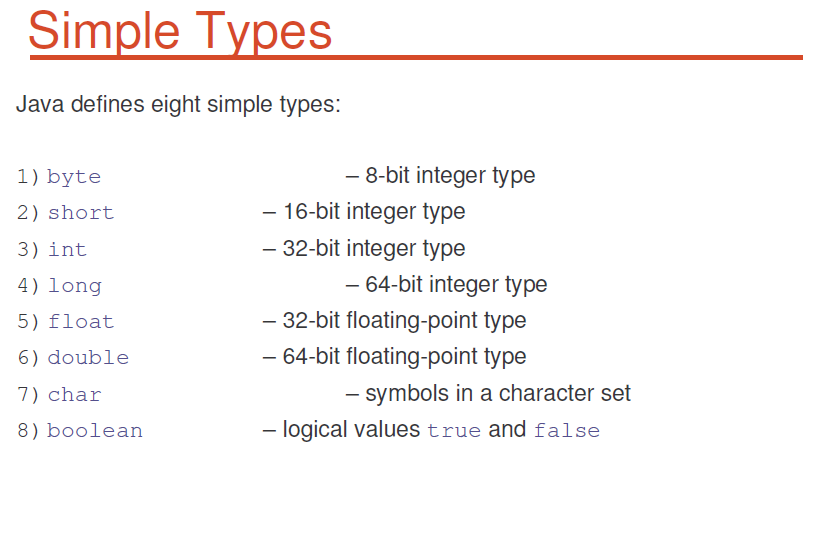 Simple Types
Java defines eight simple types:
1) byte – 8-bit integer type
2) short – 16-bit integer type
3) int – 32-bit integer type
4) long – 64-bit integer type
5) float – 32-bit floating-point type
6) double – 64-bit floating-point type
7) char – symbols in a character set
8) boolean – logical values true and false